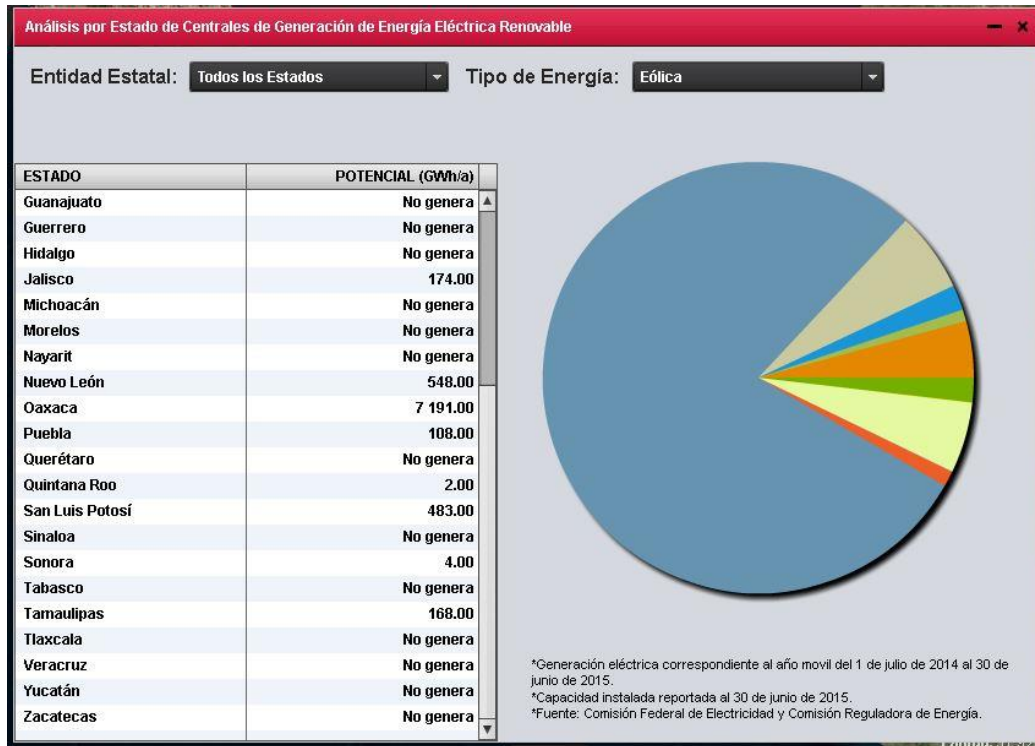 Análisis por Estado de Centrales de Generación de Energía Eléctrica Renovable
Entidad Estatal: Todos los Estados Tipo de Energía: Eólica
ESTADO POTENCIAL (GWh/a)
Guanajuato No genera
Guerrero No genera
Hidalgo No genera
Jalisco 174.00
Michoacán No genera
Morelos No genera
Nayarit No genera
Nuevo León 548.00
Oaxaca 7 191.00
Puebla 108.00
Querétaro No genera
Quintana Roo 2.00
San Luis Potosí 483.00
Sinaloa No genera
Sonora 4.00
Tabasco No genera
Tamaulipas 168.00
Tlaxcala No genera
Veracruz No genera
Yucatán No genera
Zacatecas No genera
*Generación eléctrica correspondiente al año movil del 1 de julio de 2014 al 30 de
junio de 2015.
*Capacidad instalada reportada al 30 de junio de 2015.
*Fuente: Comisión Federal de Electricidad y Comisión Reguladora de Energía.